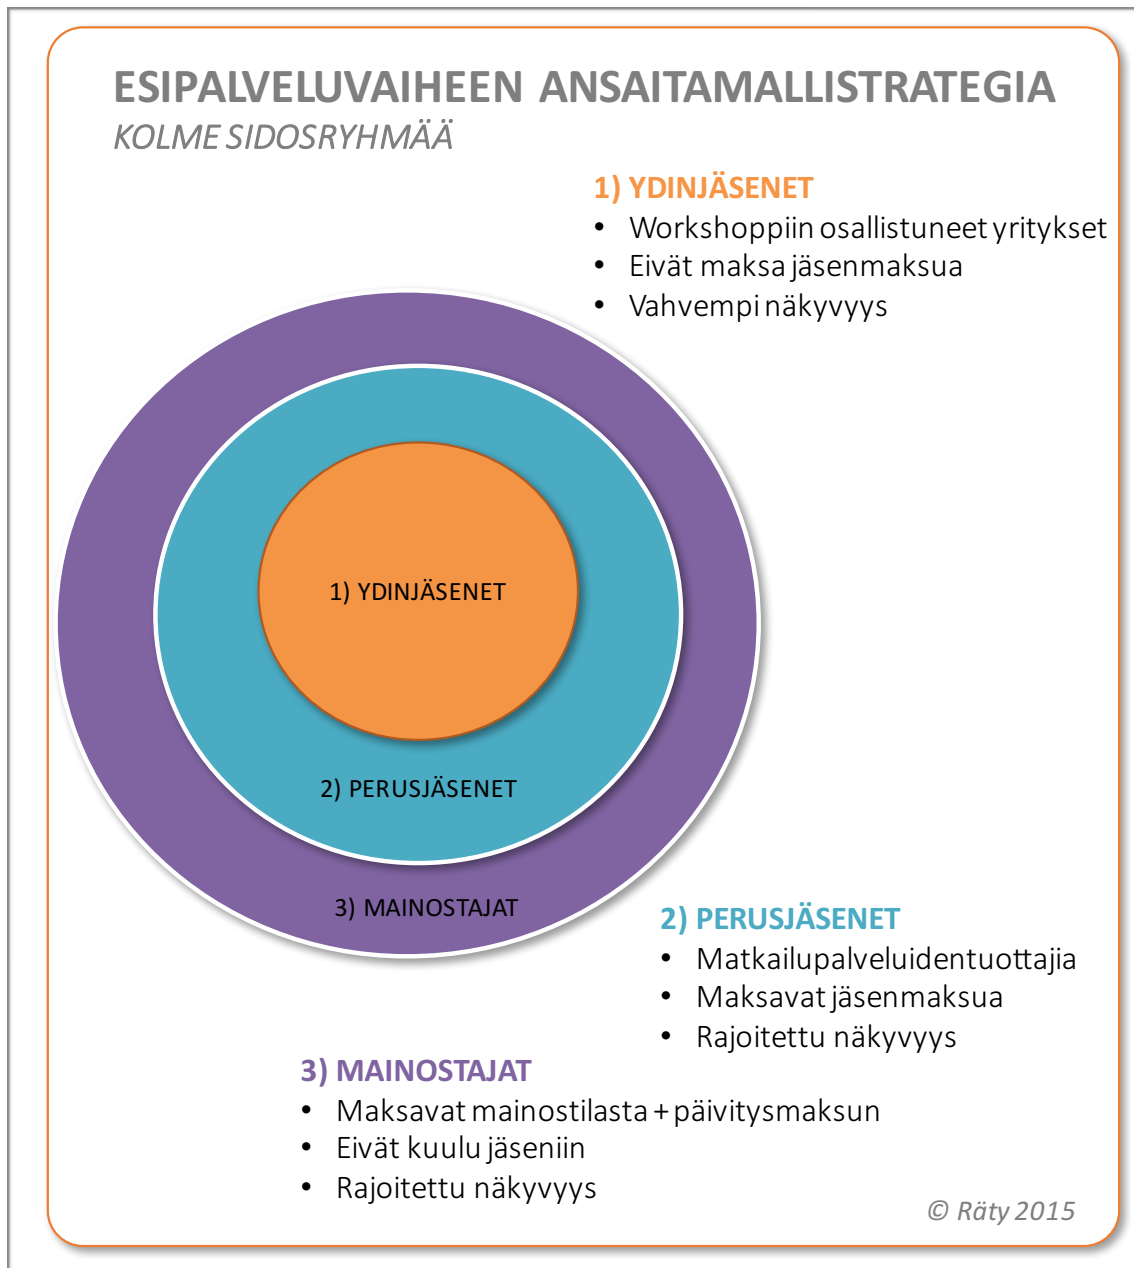 ESIPALVELUVAIHEEN ANSAITAMALLISTRATEGIA
KOLME SIDOSRYHMÄÄ
1) YDINJÄSENET
• Workshoppiin osallistuneet yritykset
• Eivät maksa jäsenmaksua
• Vahvempi näkyvyys
1) YDINJÄSENET
2) PERUSJÄSENET
3) MAINOSTAJAT
2) PERUSJÄSENET
• Matkailupalveluidentuottajia
• Maksavat jäsenmaksua
• Rajoitettu näkyvyys
3) MAINOSTAJAT
• Maksavat mainostilasta + päivitysmaksun
• Eivät kuulu jäseniin
• Rajoitettu näkyvyys
© Räty 2015